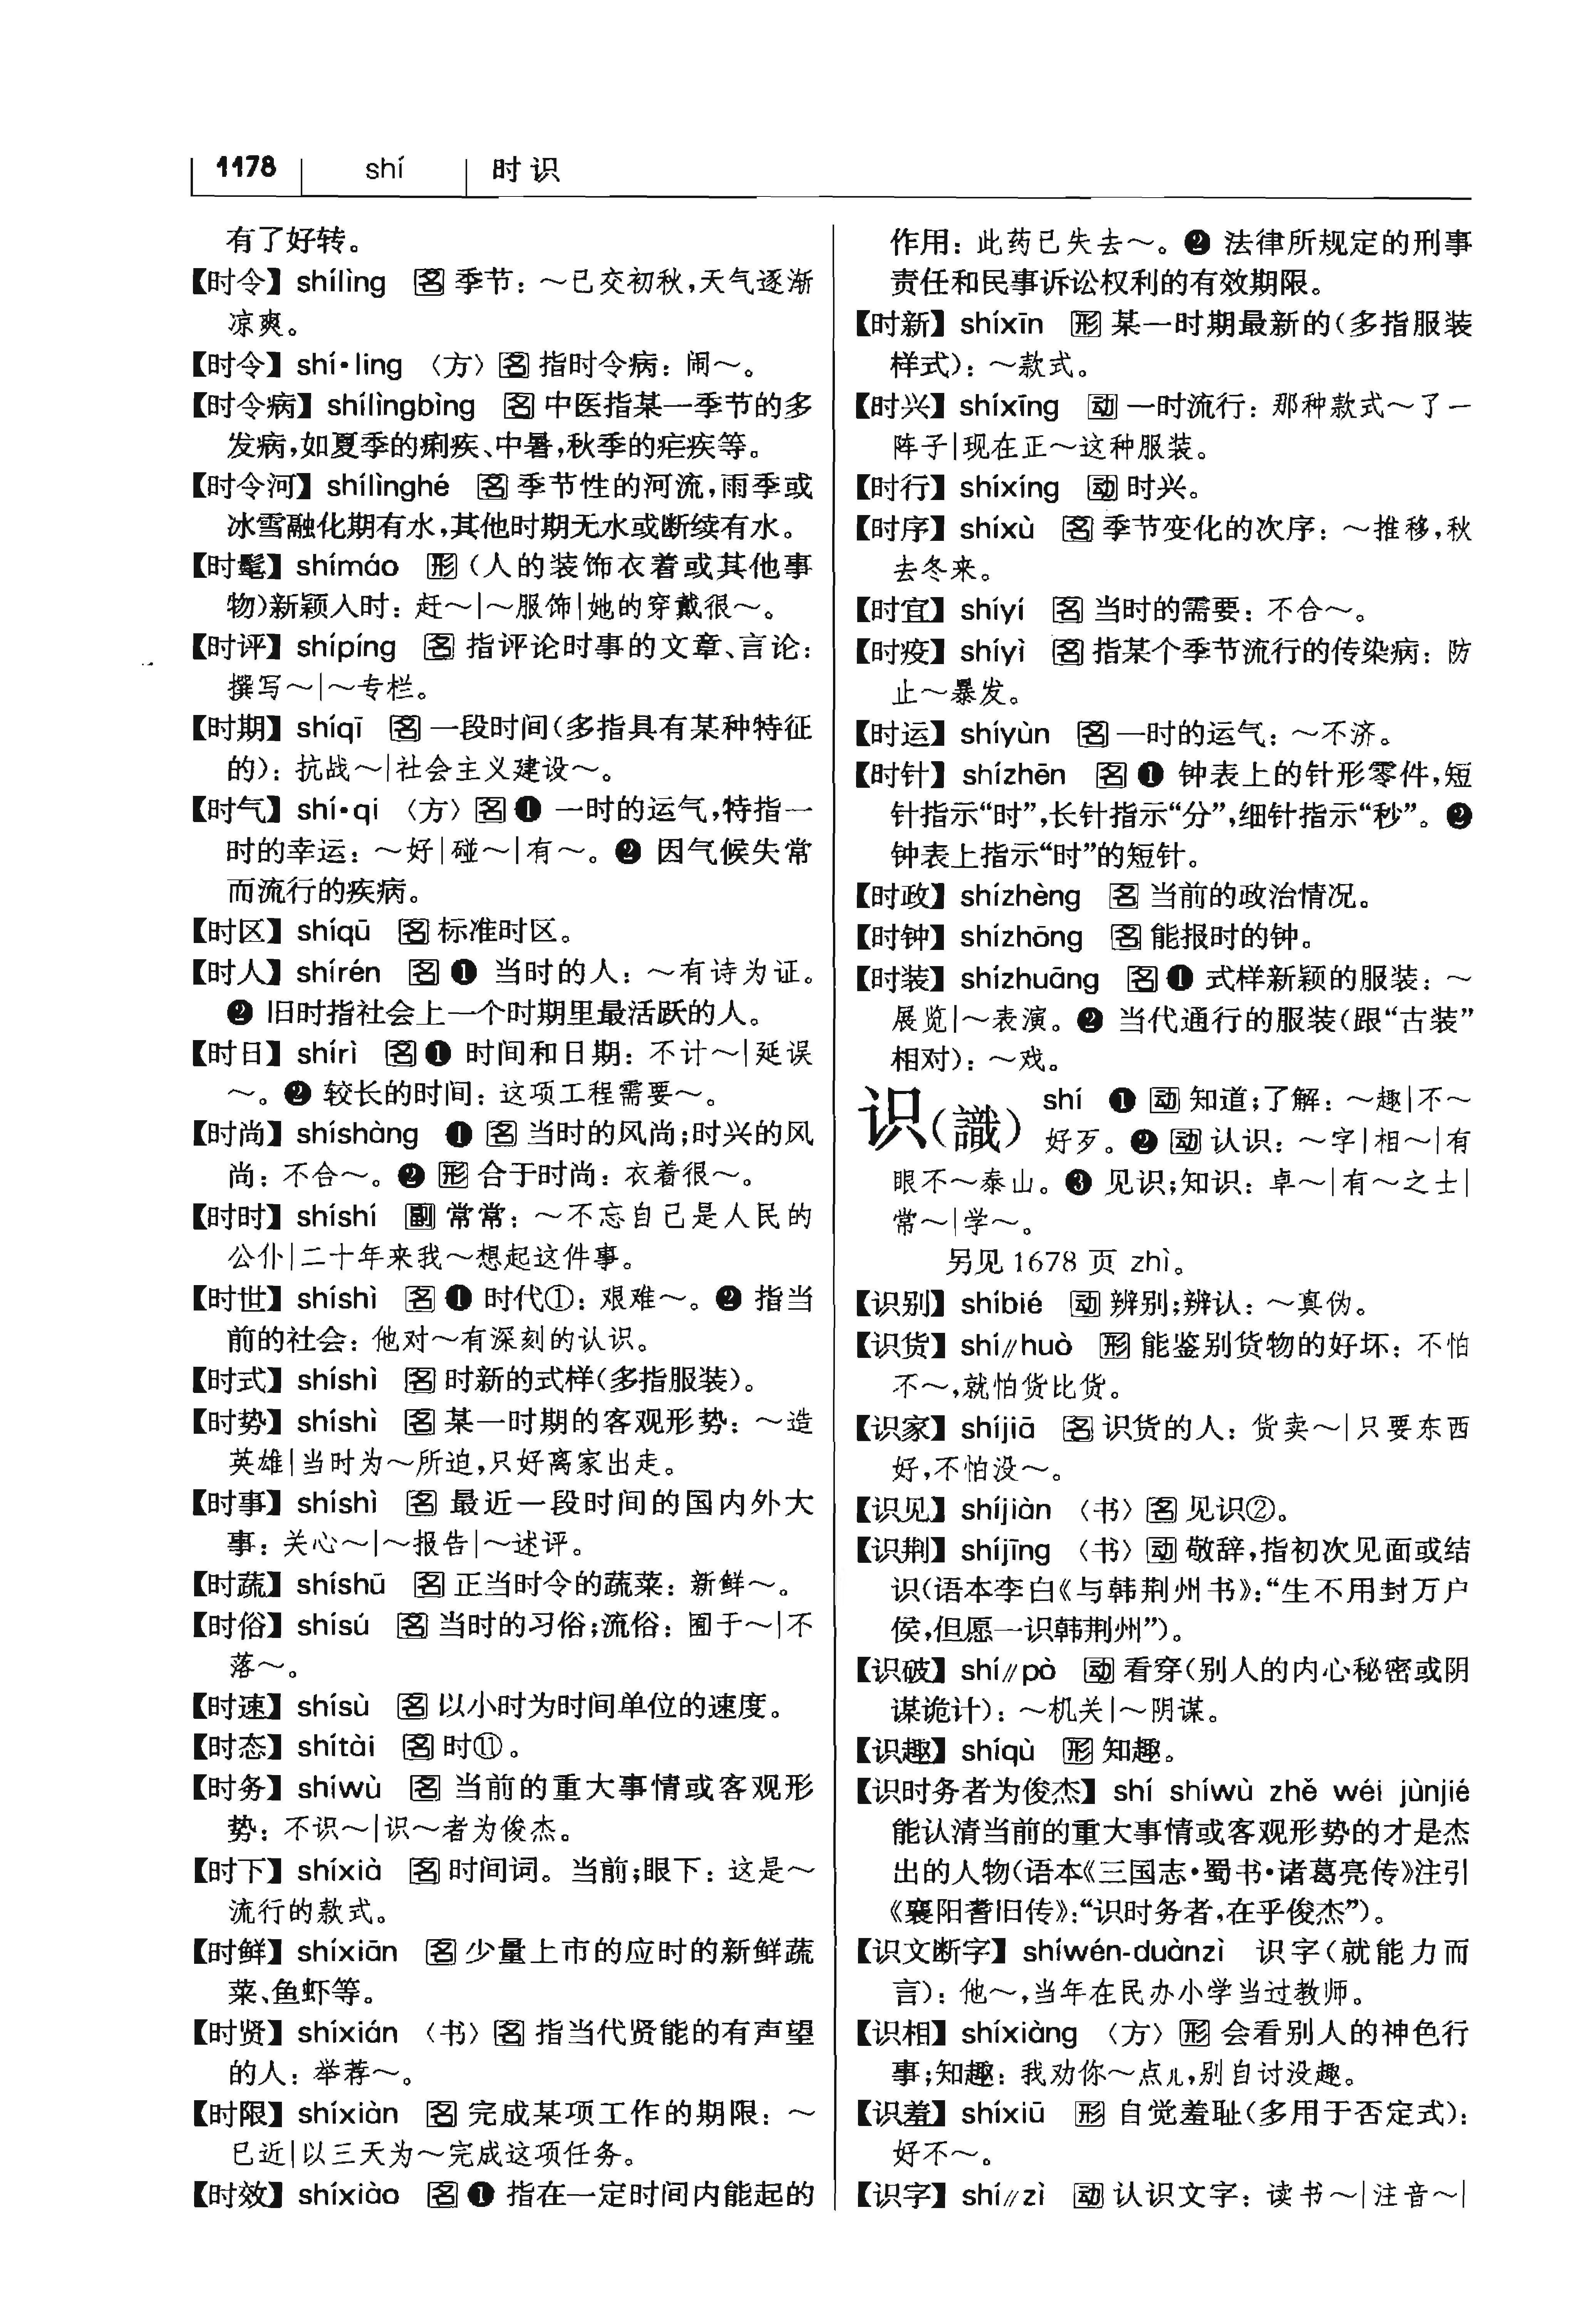 1178 shí 时识
有了好转。
【时令】shílìng 名 季节：～已交初秋，天气逐渐
凉爽。
【时令】shí·ling 〈方〉名 指时令病：闹～。
【时令病】shílìngbìng 名 中医指某一季节的多
发病，如夏季的痢疾、中暑，秋季的疟疾等。
【时令河】shílìnghé 名 季节性的河流，雨季或
冰雪融化期有水，其他时期无水或断续有水。
【时髦】shímáo 形（人的装饰衣着或其他事
物）新颖入时：赶～|～服饰|她的穿戴很～。
【时评】shípíng 名 指评论时事的文章、言论：
撰写～|～专栏。
【时期】shíqī 名 一段时间（多指具有某种特征
的）：抗战～|社会主义建设～。
【时气】shí·qi 〈方〉名 ❶ 一时的运气，特指一
时的幸运：～好|碰～|有～。❷ 因气候失常
而流行的疾病。
【时区】shíqū 名 标准时区。
【时人】shírén 名 ❶ 当时的人：～有诗为证。
❷ 旧时指社会上一个时期里最活跃的人。
【时日】shírì 名 ❶ 时间和日期：不计～|延误
～。❷ 较长的时间：这项工程需要～。
【时尚】shíshàng ❶ 名 当时的风尚；时兴的风
尚：不合～。❷ 形 合于时尚：衣着很～。
【时时】shíshí 副 常常：～不忘自己是人民的
公仆|二十年来我～想起这件事。
【时世】shíshì 名 ❶ 时代①：艰难～。❷ 指当
前的社会：他对～有深刻的认识。
【时式】shíshì 名 时新的式样（多指服装）。
【时势】shíshì 名 某一时期的客观形势：～造
英雄|当时为～所迫，只好离家出走。
【时事】shíshì 名 最近一段时间的国内外大
事：关心～|～报告|～述评。
【时蔬】shíshū 名 正当时令的蔬菜：新鲜～。
【时俗】shísú 名 当时的习俗；流俗：囿于～|不
落～。
【时速】shísù 名 以小时为时间单位的速度。
【时态】shítài 名 时⑪。
【时务】shíwù 名 当前的重大事情或客观形
势：不识～|识～者为俊杰。
【时下】shíxià 名 时间词。当前；眼下：这是～
流行的款式。
【时鲜】shíxiān 名 少量上市的应时的新鲜蔬
菜、鱼虾等。
【时贤】shíxián 〈书〉名 指当代贤能的有声望
的人：举荐～。
【时限】shíxiàn 名 完成某项工作的期限：～
已近|以三天为～完成这项任务。
【时效】shíxiào 名 ❶ 指在一定时间内能起的
作用：此药已失去～。❷ 法律所规定的刑事
责任和民事诉讼权利的有效期限。
【时新】shíxīn 形 某一时期最新的（多指服装
样式）：～款式。
【时兴】shíxīng 动 一时流行：那种款式～了一
阵子|现在正～这种服装。
【时行】shíxíng 动 时兴。
【时序】shíxù 名 季节变化的次序：～推移，秋
去冬来。
【时宜】shíyí 名 当时的需要：不合～。
【时疫】shíyì 名 指某个季节流行的传染病：防
止～暴发。
【时运】shíyùn 名 一时的运气：～不济。
【时针】shízhēn 名 ❶ 钟表上的针形零件，短
针指示“时”，长针指示“分”，细针指示“秒”。❷
钟表上指示“时”的短针。
【时政】shízhèng 名 当前的政治情况。
【时钟】shízhōng 名 能报时的钟。
【时装】shízhuāng 名 ❶ 式样新颖的服装：～
展览|～表演。❷ 当代通行的服装（跟“古装”
相对）：～戏。
识（識） shí ❶ 动 知道；了解：～趣|不～
好歹。❷ 动 认识：～字|相～|有
眼不～泰山。❸ 见识；知识：卓～|有～之士|
常～|学～。
另见1678页 zhì。
【识别】shíbié 动 辨别；辨认：～真伪。
【识货】shí∥huò 形 能鉴别货物的好坏：不怕
不～，就怕货比货。
【识家】shíjiā 名 识货的人：货卖～|只要东西
好，不怕没～。
【识见】shíjiàn 〈书〉名 见识②。
【识荆】shíjīng 〈书〉动 敬辞，指初次见面或结
识（语本李白《与韩荆州书》：“生不用封万户
侯，但愿一识韩荆州”）。
【识破】shí∥pò 动 看穿（别人的内心秘密或阴
谋诡计）：～机关|～阴谋。
【识趣】shíqù 形 知趣。
【识时务者为俊杰】shí shíwù zhě wéi jùnjié
能认清当前的重大事情或客观形势的才是杰
出的人物（语本《三国志·蜀书·诸葛亮传》注引
《襄阳耆旧传》：“识时务者，在乎俊杰”）。
【识文断字】shíwén-duànzì 识字（就能力而
言）：他～，当年在民办小学当过教师。
【识相】shíxiàng 〈方〉形 会看别人的神色行
事；知趣：我劝你～点儿，别自讨没趣。
【识羞】shíxiū 形 自觉羞耻（多用于否定式）：
好不～。
【识字】shí∥zì 动 认识文字：读书～|注音～|